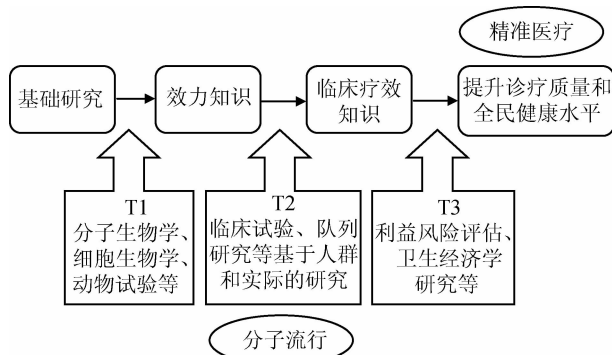 精准医疗
基础研究
效力知识
临床疗效
知识
提升诊疗质量和
全民健康水平
T1
分子生物学、
细胞生物学、
动物试验等
T2
临床试验、队列
研究等基于人群
和实际的研究
T3
利益风险评估、
卫生经济学
研究等
分子流行